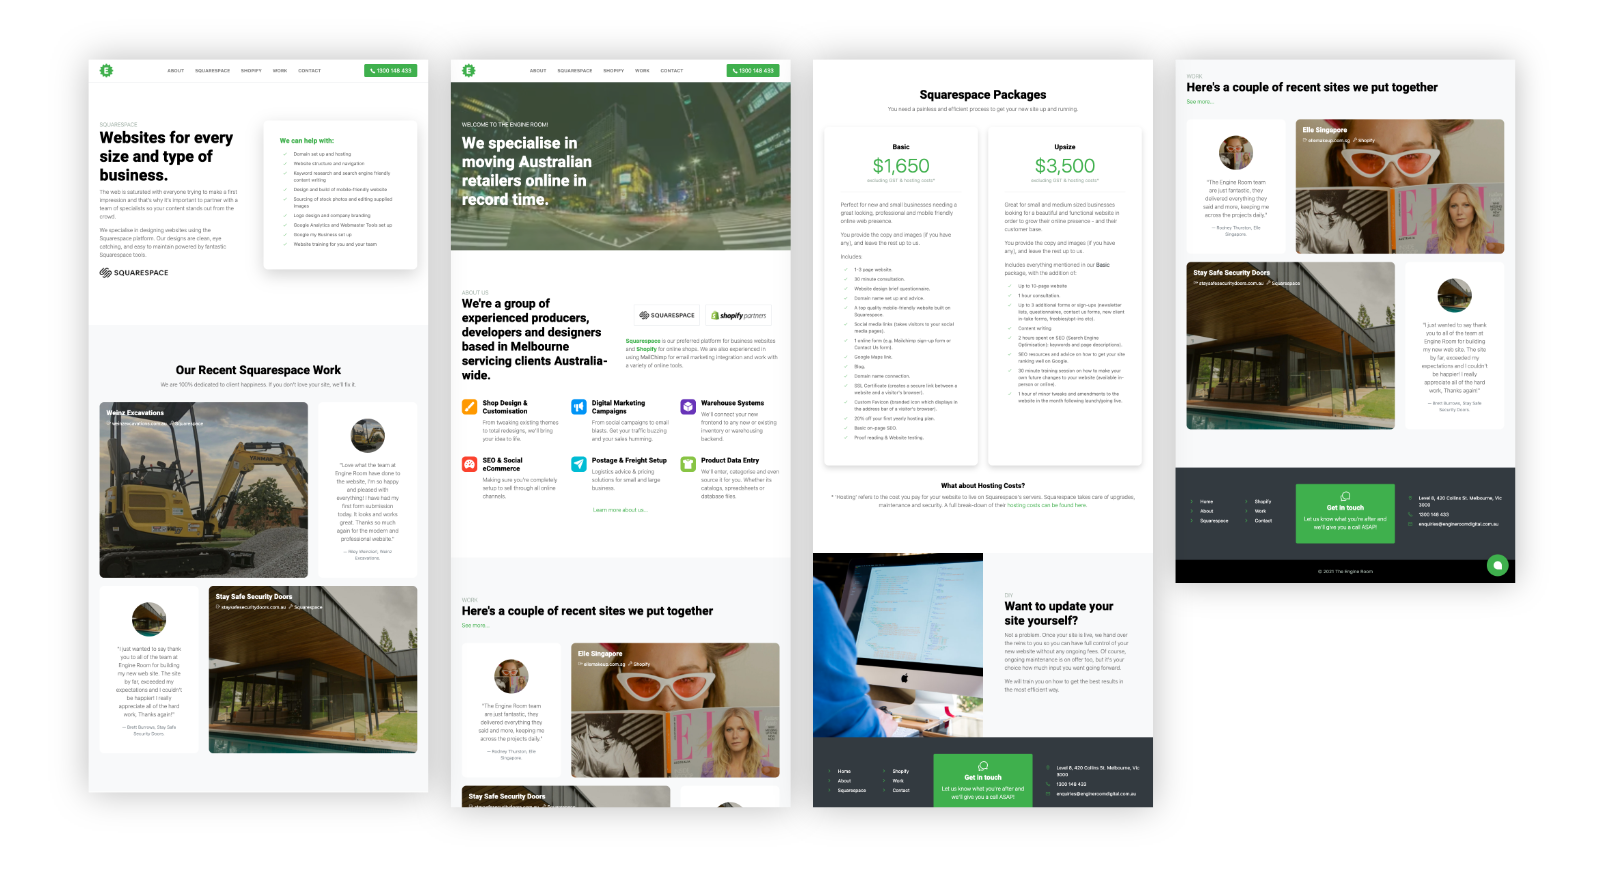 E
ABOUT SQUARESPACE SHOPIFY WORK CONTACT
1300 148 433
SQUARESPACE
Websites for every
size and type of
business.
The web is saturated with everyone trying to make a first
impression and that's why it's important to partner with a
team of specialists so your content stands out from the
crowd.
We specialise in designing websites using the
Squarespace platform. Our designs are clean, eye
catching, and easy to maintain powered by fantastic
Squarespace tools.
SQUARESPACE
We can help with:
Domain set up and hosting
Website structure and navigation
Keyword research and search engine friendly
content writing
Design and build of mobile-friendly website
Sourcing of stock photos and editing supplied
images
Logo design and company branding
Google Analytics and Webmaster Tools set up
Google my Business set up
Website training for you and your team
Our Recent Squarespace Work
We are 100% dedicated to client happiness. If you don't love your site, we'll fix it.
Weinz Excavations
weinzexcavations.com.au Squarespace
"Love what the team at
Engine Room have done to
the website, I'm so happy
and pleased with
everything! I have had my
first form submission
today. It looks and works
great. Thanks so much
again for the modern and
professional website."
Excavations.
"I just wanted to say thank
you to all of the team at
Engine Room for building
my new web site. The site
by far, exceeded my
expectations and I couldn't
be happier! I really
appreciate all of the hard
work. Thanks again!"
— Brett Burrows, Stay Safe
Security Doors
Stay Safe Security Doors
staysafesecuritydoors.com.au Squarespace
E
ABOUT SQUARESPACE SHOPIFY WORK CONTACT
1300 148 433
WELCOME TO THE ENGINE ROOM!
We specialise in
moving Australian
retailers online in
record time.
ABOUT US
We're a group of
experienced producers,
developers and designers
based in Melbourne
servicing clients Australia-
wide.
SQUARESPACE
shopify partners
Squarespace is our preferred platform for business websites
and Shopify for online shops. We are also experienced in
using MailChimp for email marketing integration and work with
a variety of online tools.
Shop Design &
Customisation
From tweaking existing themes
to total redesigns, we'll bring
your idea to life.
Digital Marketing
Campaigns
From social campaigns to email
blasts. Get your traffic buzzing
and your sales humming.
Warehouse Systems
We'll connect your new
frontend to any new or existing
inventory or warehousing
backend.
SEO & Social
eCommerce
Making sure you're completely
setup to sell through all online
channels.
Postage & Freight Setup
Logistics advice & pricing
solutions for small and large
business.
Product Data Entry
We'll enter, categorise and even
source it for you. Whether its
catalogs, spreadsheets or
database files.
Learn more about us...
WORK
Here's a couple of recent sites we put together
See more...
"The Engine Room team
are just fantastic, they
delivered everything they
said and more, keeping me
across the projects daily."
— Rodney Thurston, Elle
Singapore
Elle Singapore
ellemakeup.com.sg Shopify
ELLE
Stay Safe Security Doors
staysafesecuritydoors.com.au Squarespace
Squarespace Packages
You need a painless and efficient process to get your new site up and running.
Basic
$1,650
excluding GST & hosting costs*
Perfect for new and small businesses needing a
great looking, professional and mobile friendly
online web presence.
You provide the copy and images (if you have
any), and leave the rest up to us.
Includes:
1-3 page website.
30 minute consultation.
Website design brief questionnaire.
Domain name set up and advice.
A top quality mobile friendly website built on
Squarespace.
Social media links (takes visitors to your social
media pages).
1 online form (e.g. Mailchimp sign-up form or
Contact Us form).
Google Maps link.
Blog.
Domain name connection.
SSL Certificate (creates a secure link between a
website and a visitor's browser).
Custom Favicon (branded icon which displays in
the address bar of a visitor's browser).
20% off your first yearly hosting plan.
Basic on-page SEO.
Proof reading & Website testing.
Upsize
$3,500
excluding GST & hosting costs*
Great for small and medium sized businesses
looking for a beautiful and functional website in
order to grow their online presence – and their
customer base.
You provide the copy and images (if you have
any), and leave the rest up to us.
Includes everything mentioned in our Basic
package, with the addition of:
Up to 10-page website
1 hour consultation.
Up to 3 additional forms or sign-ups (newsletter
lists, questionnaires, contact us forms, new client
in-take forms, freebies/opt-ins etc).
Content writing.
2 hours spent on SEO (Search Engine
Optimisation), keywords and page descriptions).
SEO resources and advice on how to get your site
ranking well on Google.
30 minute training session on how to make your
own future changes to your website (available in-
person or online).
1 hour of minor tweaks and amendments to the
website in the month following launch/going live.
What about Hosting Costs?
* 'Hosting' refers to the cost you pay for your website to live on Squarespace's servers. Squarespace takes care of upgrades,
maintenance and security. A full break-down of their hosting costs can be found here.
DIY
Want to update your
site yourself?
Not a problem. Once your site is live, we hand over
the reins to you so you can have full control of your
new website without any ongoing fees. Of course,
ongoing maintenance is on offer too, but it's your
choice how much input you want going forward.
We will train you on how to get the best results in
the most efficient way.
Home
About
Squarespace
Shopify
Work
Contact
Get in touch
Let us know what you're after and
we'll give you a call ASAP!
Level 8, 420 Collins St. Melbourne, Vic
3000
1300 148 433
enquiries@engineroomdigital.com.au
WORK
Here's a couple of recent sites we put together
See more...
"The Engine Room team
are just fantastic, they
delivered everything they
said and more, keeping me
across the projects daily."
— Rodney Thurston, Elle
Singapore
Elle Singapore
ellemakeup.com.sg Shopify
ELLE
Stay Safe Security Doors
staysafesecuritydoors.com.au Squarespace
"I just wanted to say thank
you to all of the team at
Engine Room for building
my new web site. The site
by far, exceeded my
expectations and I couldn't
be happier! I really
appreciate all of the hard
work. Thanks again!"
— Brett Burrows, Stay Safe
Security Doors
Home
About
Squarespace
Shopify
Work
Contact
Get in touch
Let us know what you're after and
we'll give you a call ASAP!
Level 8, 420 Collins St. Melbourne, Vic
3000
1300 148 433
enquiries@engineroomdigital.com.au
© 2021 The Engine Room